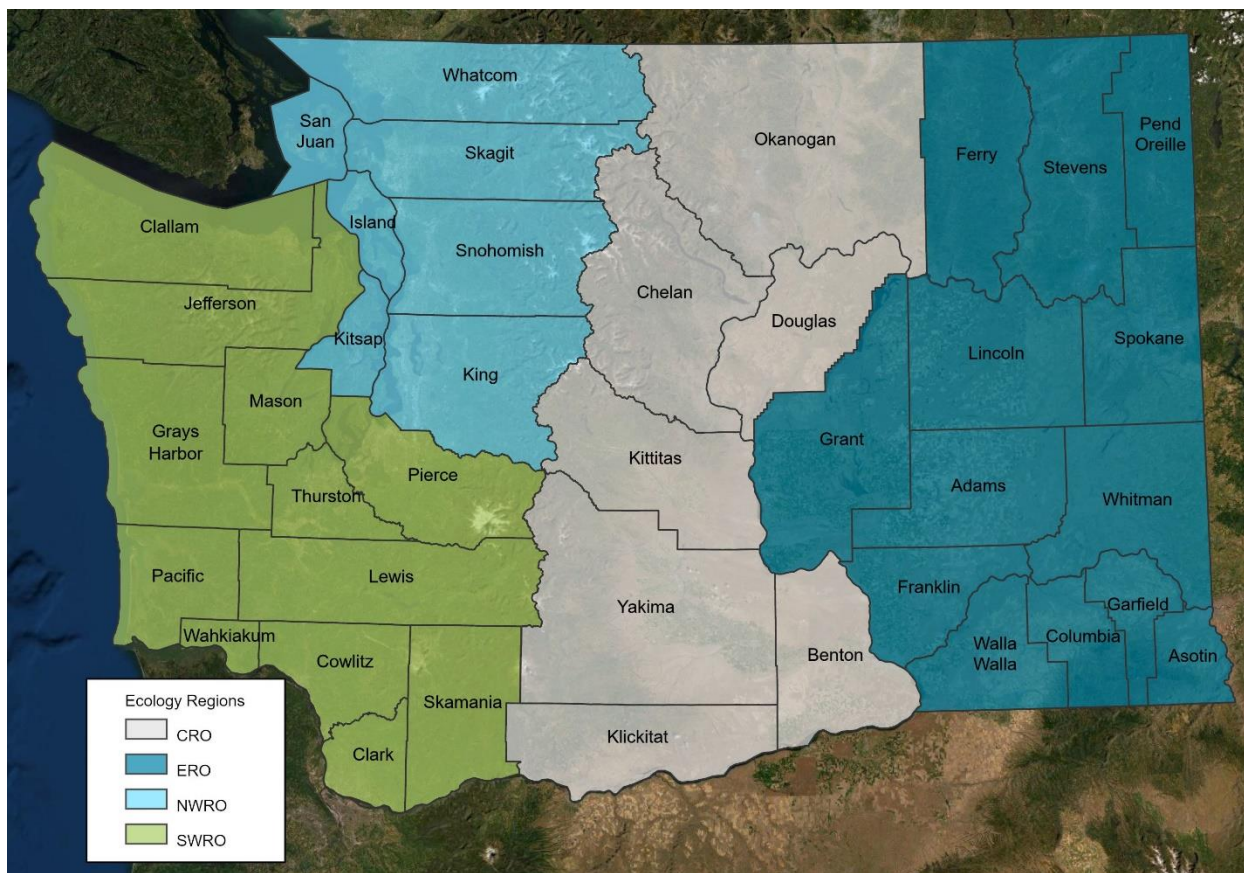 Whatcom
San
Juan
Skagit
Okanogan
Ferry
Stevens
Pend
Oreille
Clallam
Island
Snohomish
Jefferson
Chelan
Douglas
Kitsap
King
Lincoln
Spokane
Mason
Grays
Harbor
Thurston
Pierce
Kittitas
Grant
Adams
Whitman
Pacific
Lewis
Yakima
Franklin
Garfield
Wahkiakum
Cowlitz
Skamania
Benton
Walla
Walla
Columbia
Asotin
Clark
Klickitat
Ecology Regions
CRO
ERO
NWRO
SWRO